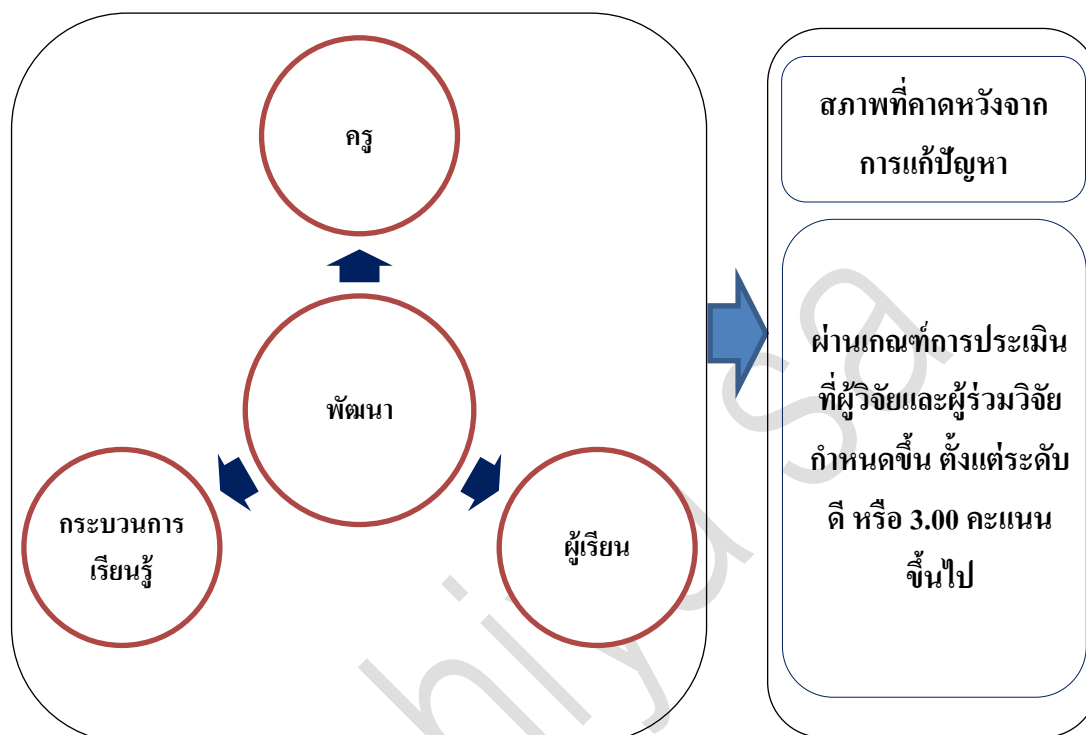 ครู
พัฒนา
กระบวนการ
เรียนรู้
ผู้เรียน
สภาพที่คาดหวังจาก
การแก้ปัญหา
ผ่านเกณฑ์การประเมิน
ที่ผู้วิจัยและผู้ร่วมวิจัย
กำหนดขึ้น ตั้งแต่ระดับ
ดี หรือ 3.00 คะแนน
ขึ้นไป